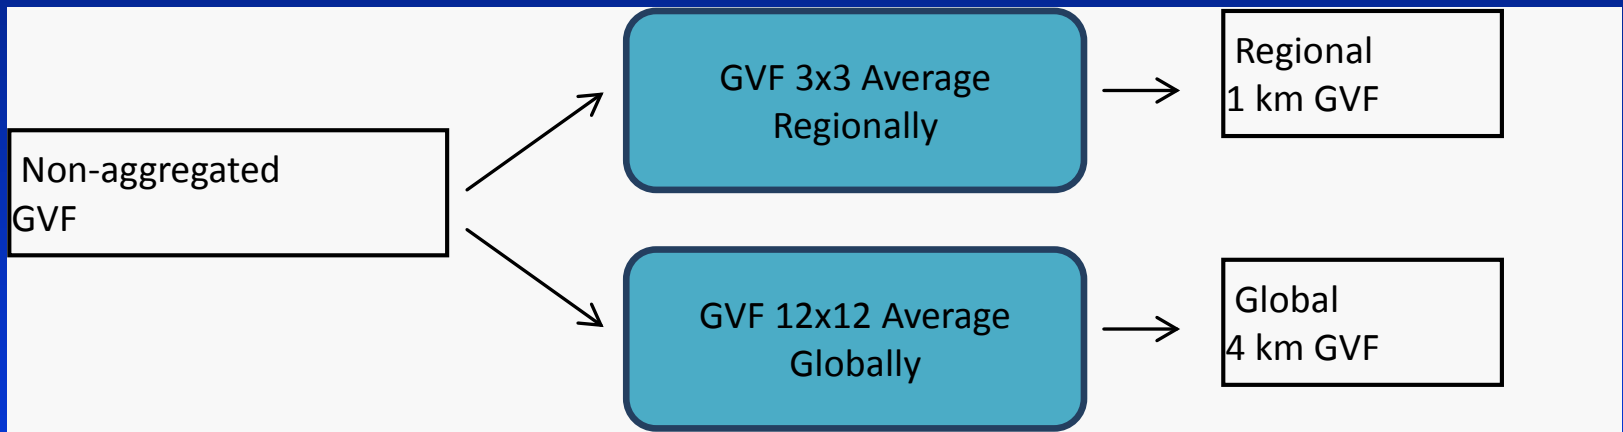 Non-aggregated
GVF
GVF 3x3 Average
Regionally
Regional
1 km GVF
GVF 12x12 Average
Globally
Global
4 km GVF